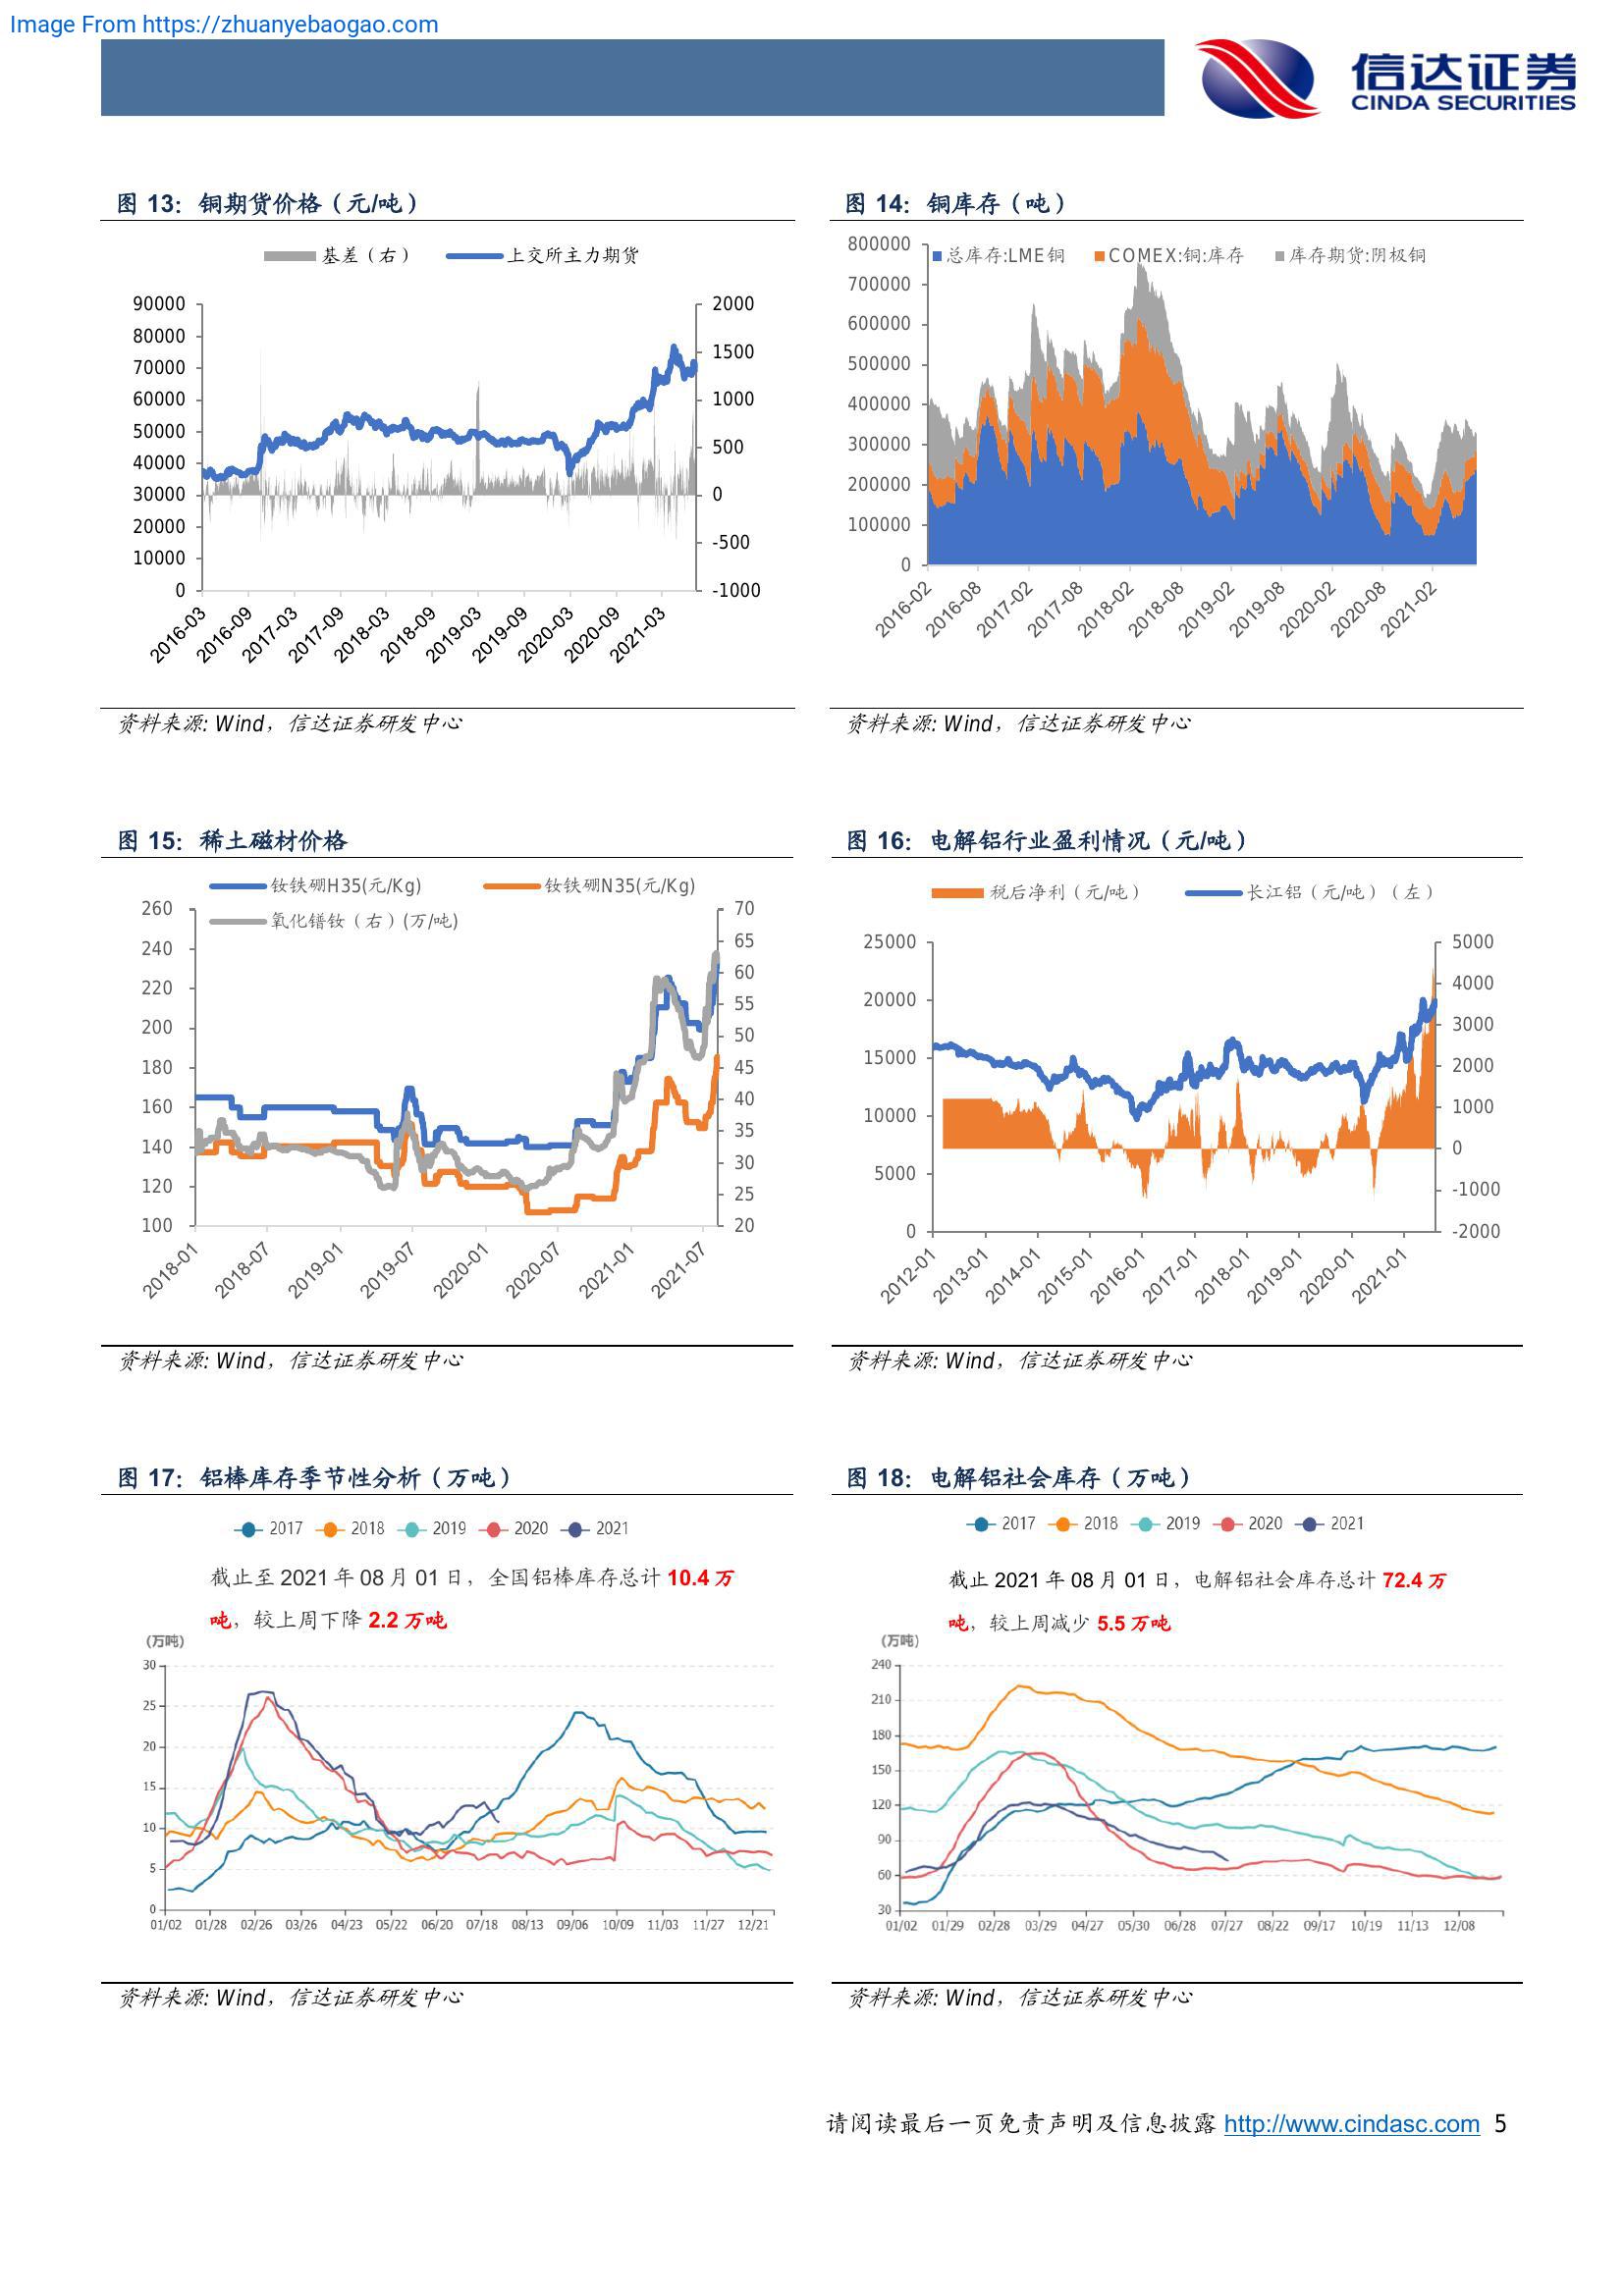 Image From https://zhuanyebaogao.com
信达证券
CINDA SECURITIES
图 13：铜期货价格（元/吨）
基差（右） 上交所主力期货
90000
80000
70000
60000
50000
40000
30000
20000
10000
0
2000
1500
1000
500
0
-500
-1000
2016-03 2016-09 2017-03 2017-09 2018-03 2018-09 2019-03 2019-09 2020-03 2020-09 2021-03
资料来源: Wind，信达证券研发中心
图 14：铜库存（吨）
总库存:LME铜 COMEX:铜:库存 库存期货:阴极铜
800000
700000
600000
500000
400000
300000
200000
100000
0
2016-02 2016-08 2017-02 2017-08 2018-02 2018-08 2019-02 2019-08 2020-02 2020-08 2021-02
资料来源: Wind，信达证券研发中心
图 15：稀土磁材价格
钕铁硼H35(元/Kg) 钕铁硼N35(元/Kg)
氧化镨钕（右）(万/吨)
260
240
220
200
180
160
140
120
100
70
65
60
55
50
45
40
35
30
25
20
2018-01 2018-07 2019-01 2019-07 2020-01 2020-07 2021-01 2021-07
资料来源: Wind，信达证券研发中心
图 16：电解铝行业盈利情况（元/吨）
税后净利（元/吨） 长江铝（元/吨）（左）
25000
20000
15000
10000
5000
0
5000
4000
3000
2000
1000
0
-1000
-2000
2012-01 2013-01 2014-01 2015-01 2016-01 2017-01 2018-01 2019-01 2020-01 2021-01
资料来源: Wind，信达证券研发中心
图 17：铝棒库存季节性分析（万吨）
2017 2018 2019 2020 2021
截止至 2021 年 08 月 01 日，全国铝棒库存总计 10.4 万
吨，较上周下降 2.2 万吨
(万吨)
30
25
20
15
10
5
0
01/02 01/28 02/26 03/26 04/23 05/22 06/20 07/18 08/13 09/06 10/09 11/03 11/27 12/21
资料来源: Wind，信达证券研发中心
图 18：电解铝社会库存（万吨）
2017 2018 2019 2020 2021
截止 2021 年 08 月 01 日，电解铝社会库存总计 72.4 万
吨，较上周减少 5.5 万吨
(万吨)
240
210
180
150
120
90
60
30
01/02 01/29 02/28 03/29 04/27 05/30 06/28 07/27 08/22 09/17 10/19 11/13 12/08
资料来源: Wind，信达证券研发中心
请阅读最后一页免责声明及信息披露 http://www.cindasc.com 5